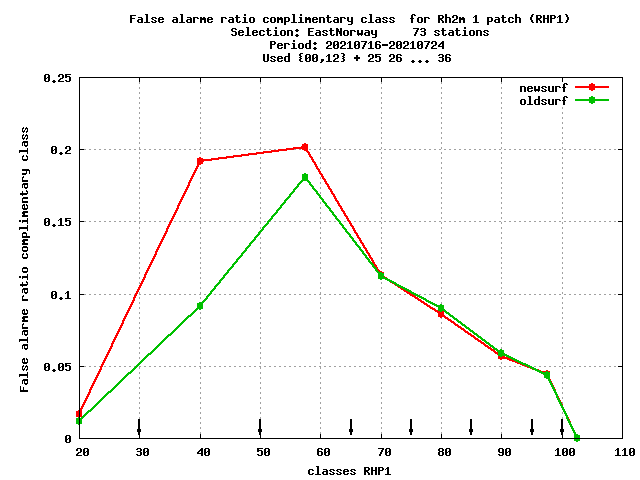 False alarme ratio complimentary class  for Rh2m 1 patch (RHP1)
Selection: EastNorway     73 stations
Period: 20210716-20210724
Used {00,12} + 25 26 ... 36
newsurf
oldsurf
0.25
0.2
0.15
0.1
0.05
0
False alarme ratio complimentary class
20 30 40 50 60 70 80 90 100 110
classes RHP1